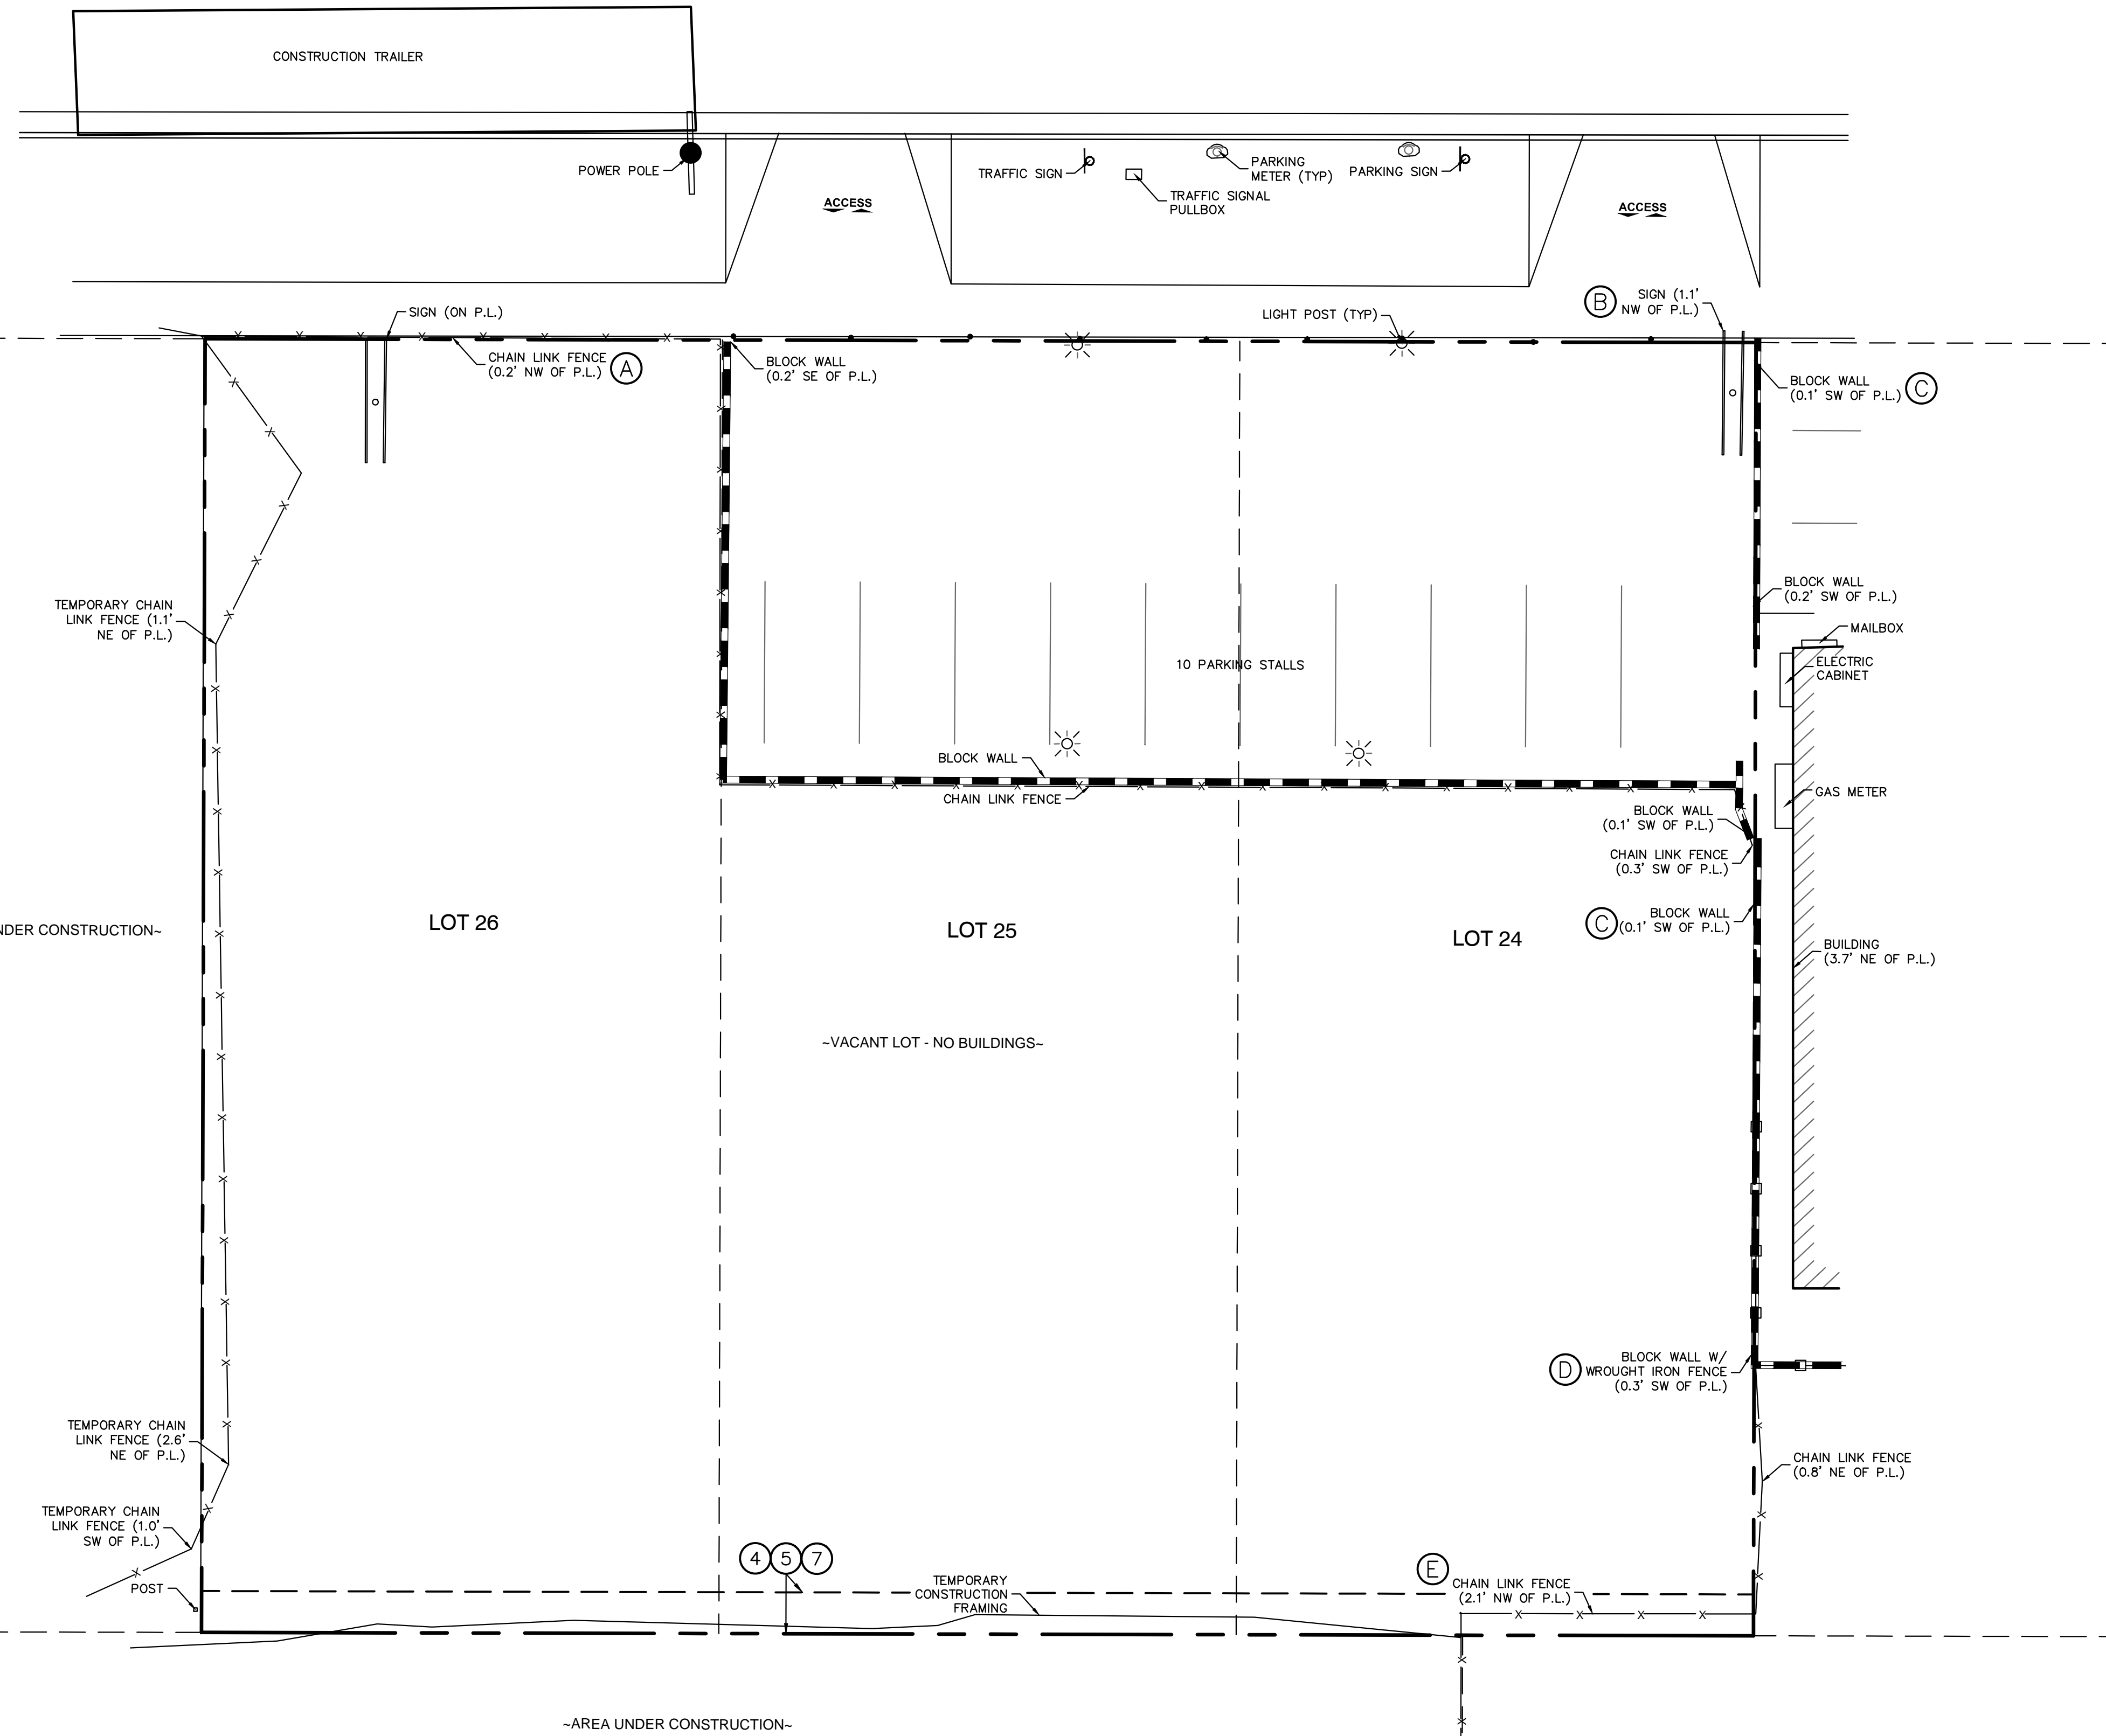 CONSTRUCTION TRAILER
POWER POLE
TRAFFIC SIGN
PARKING
METER (TYP)
PARKING SIGN
TRAFFIC SIGNAL
PULLBOX
ACCESS
ACCESS
SIGN (ON P.L.)
LIGHT POST (TYP)
B
SIGN (1.1'
NW OF P.L.)
CHAIN LINK FENCE
(0.2' NW OF P.L.)
A
BLOCK WALL
(0.2' SE OF P.L.)
BLOCK WALL
(0.1' SW OF P.L.)
C
TEMPORARY CHAIN
LINK FENCE (1.1'
NE OF P.L.)
BLOCK WALL
(0.2' SW OF P.L.)
MAILBOX
ELECTRIC
CABINET
10 PARKING STALLS
BLOCK WALL
CHAIN LINK FENCE
GAS METER
BLOCK WALL
(0.1' SW OF P.L.)
CHAIN LINK FENCE
(0.3' SW OF P.L.)
C
BLOCK WALL
(0.1' SW OF P.L.)
LOT 26
LOT 25
LOT 24
CONSTRUCTION~
BUILDING
(3.7' NE OF P.L.)
~VACANT LOT - NO BUILDINGS~
D
BLOCK WALL W/
WROUGHT IRON FENCE
(0.3' SW OF P.L.)
TEMPORARY CHAIN
LINK FENCE (2.6'
NE OF P.L.)
CHAIN LINK FENCE
(0.8' NE OF P.L.)
TEMPORARY CHAIN
LINK FENCE (1.0'
SW OF P.L.)
POST
4 5 7
TEMPORARY
CONSTRUCTION
FRAMING
E
CHAIN LINK FENCE
(2.1' NW OF P.L.)
~AREA UNDER CONSTRUCTION~